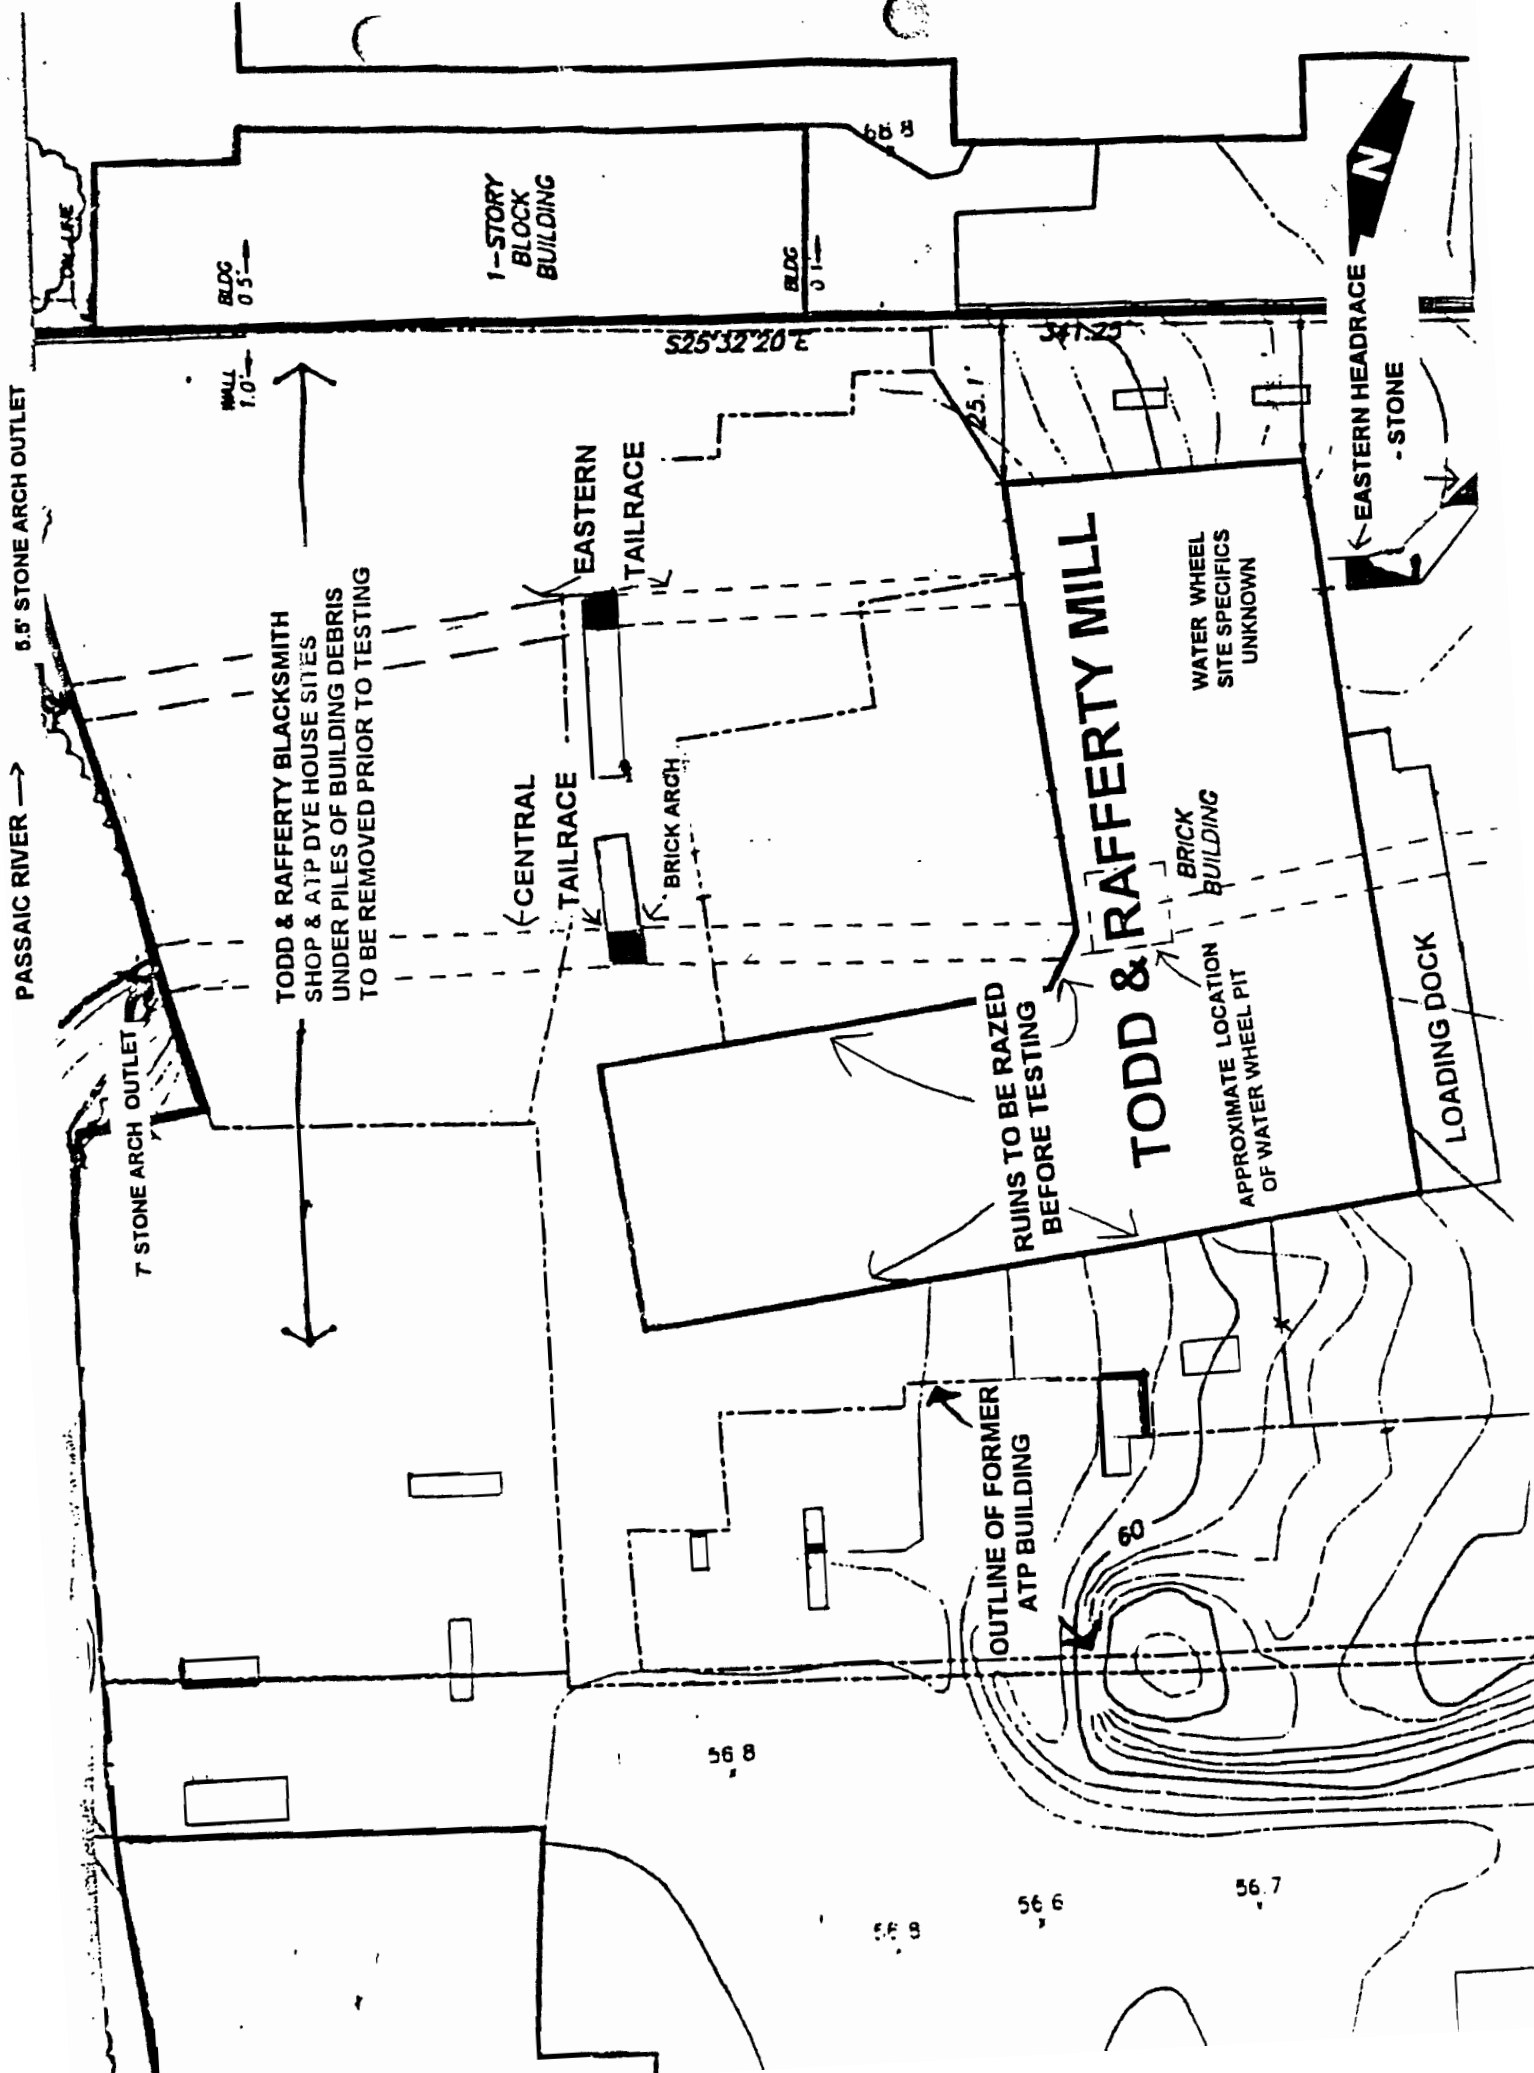 PASSAIC RIVER →
5.5' STONE ARCH OUTLET
7' STONE ARCH OUTLET
TODD & RAFFERTY BLACKSMITH
SHOP & ATP DYE HOUSE SITES
UNDER PILES OF BUILDING DEBRIS
TO BE REMOVED PRIOR TO TESTING
WALL
1.0'
BLDG
0.5'
1-STORY
BLOCK
BUILDING
BLDG
0.1'
S25°32'20"E
341.25'
25.1'
EASTERN
TAILRACE
CENTRAL
TAILRACE
BRICK ARCH
TODD & RAFFERTY MILL
WATER WHEEL
SITE SPECIFICS
UNKNOWN
BRICK
BUILDING
APPROXIMATE LOCATION
OF WATER WHEEL PIT
RUINS TO BE RAZED
BEFORE TESTING
LOADING DOCK
EASTERN HEADRACE
- STONE
N
OUTLINE OF FORMER
ATP BUILDING
60
56.8
56.6
56.7